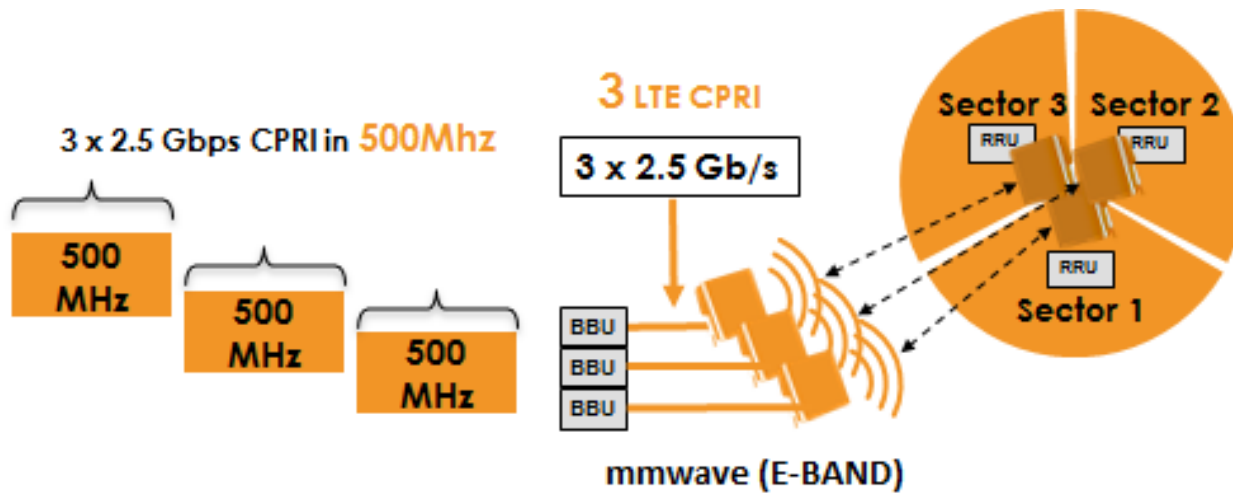 3 x 2.5 Gbps CPRI in 500Mhz
500
MHz
500
MHz
500
MHz
3 LTE CPRI
3 x 2.5 Gb/s
BBU
BBU
BBU
mmwave (E-BAND)
Sector 3
Sector 2
RRU
RRU
RRU
Sector 1